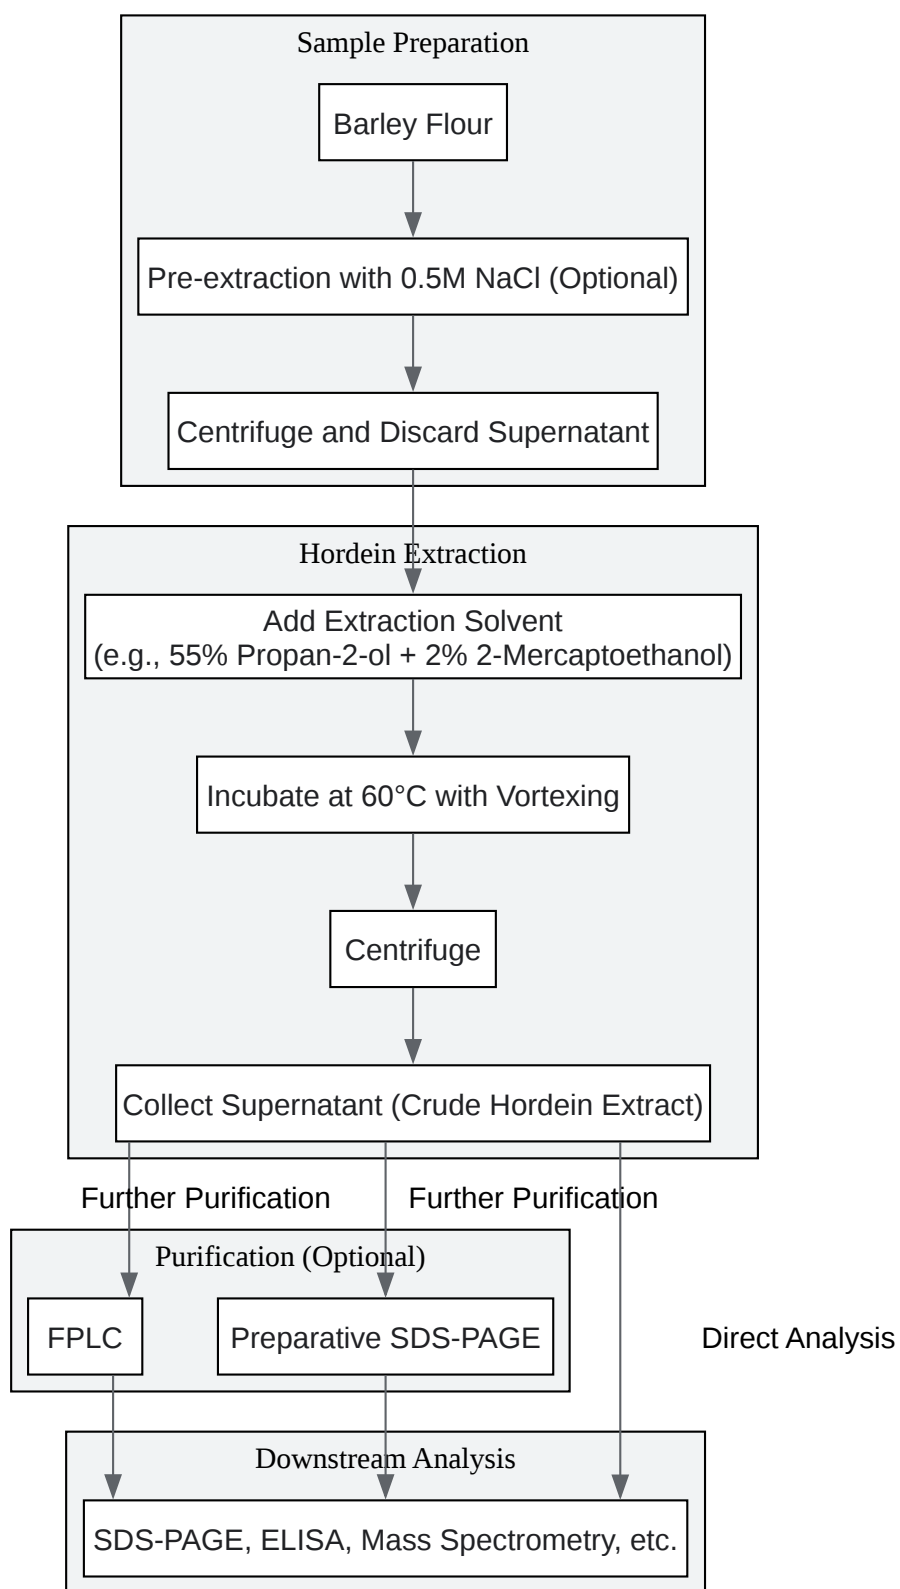 Sample Preparation
Barley Flour
Pre-extraction with 0.5M NaCl (Optional)
Centrifuge and Discard Supernatant
Hordein Extraction
Add Extraction Solvent
(e.g., 55% Propan-2-ol + 2% 2-Mercaptoethanol)
Incubate at 60°C with Vortexing
Centrifuge
Collect Supernatant (Crude Hordein Extract)
Further Purification
Further Purification
Purification (Optional)
FPLC
Preparative SDS-PAGE
Direct Analysis
Downstream Analysis
SDS-PAGE, ELISA, Mass Spectrometry, etc.